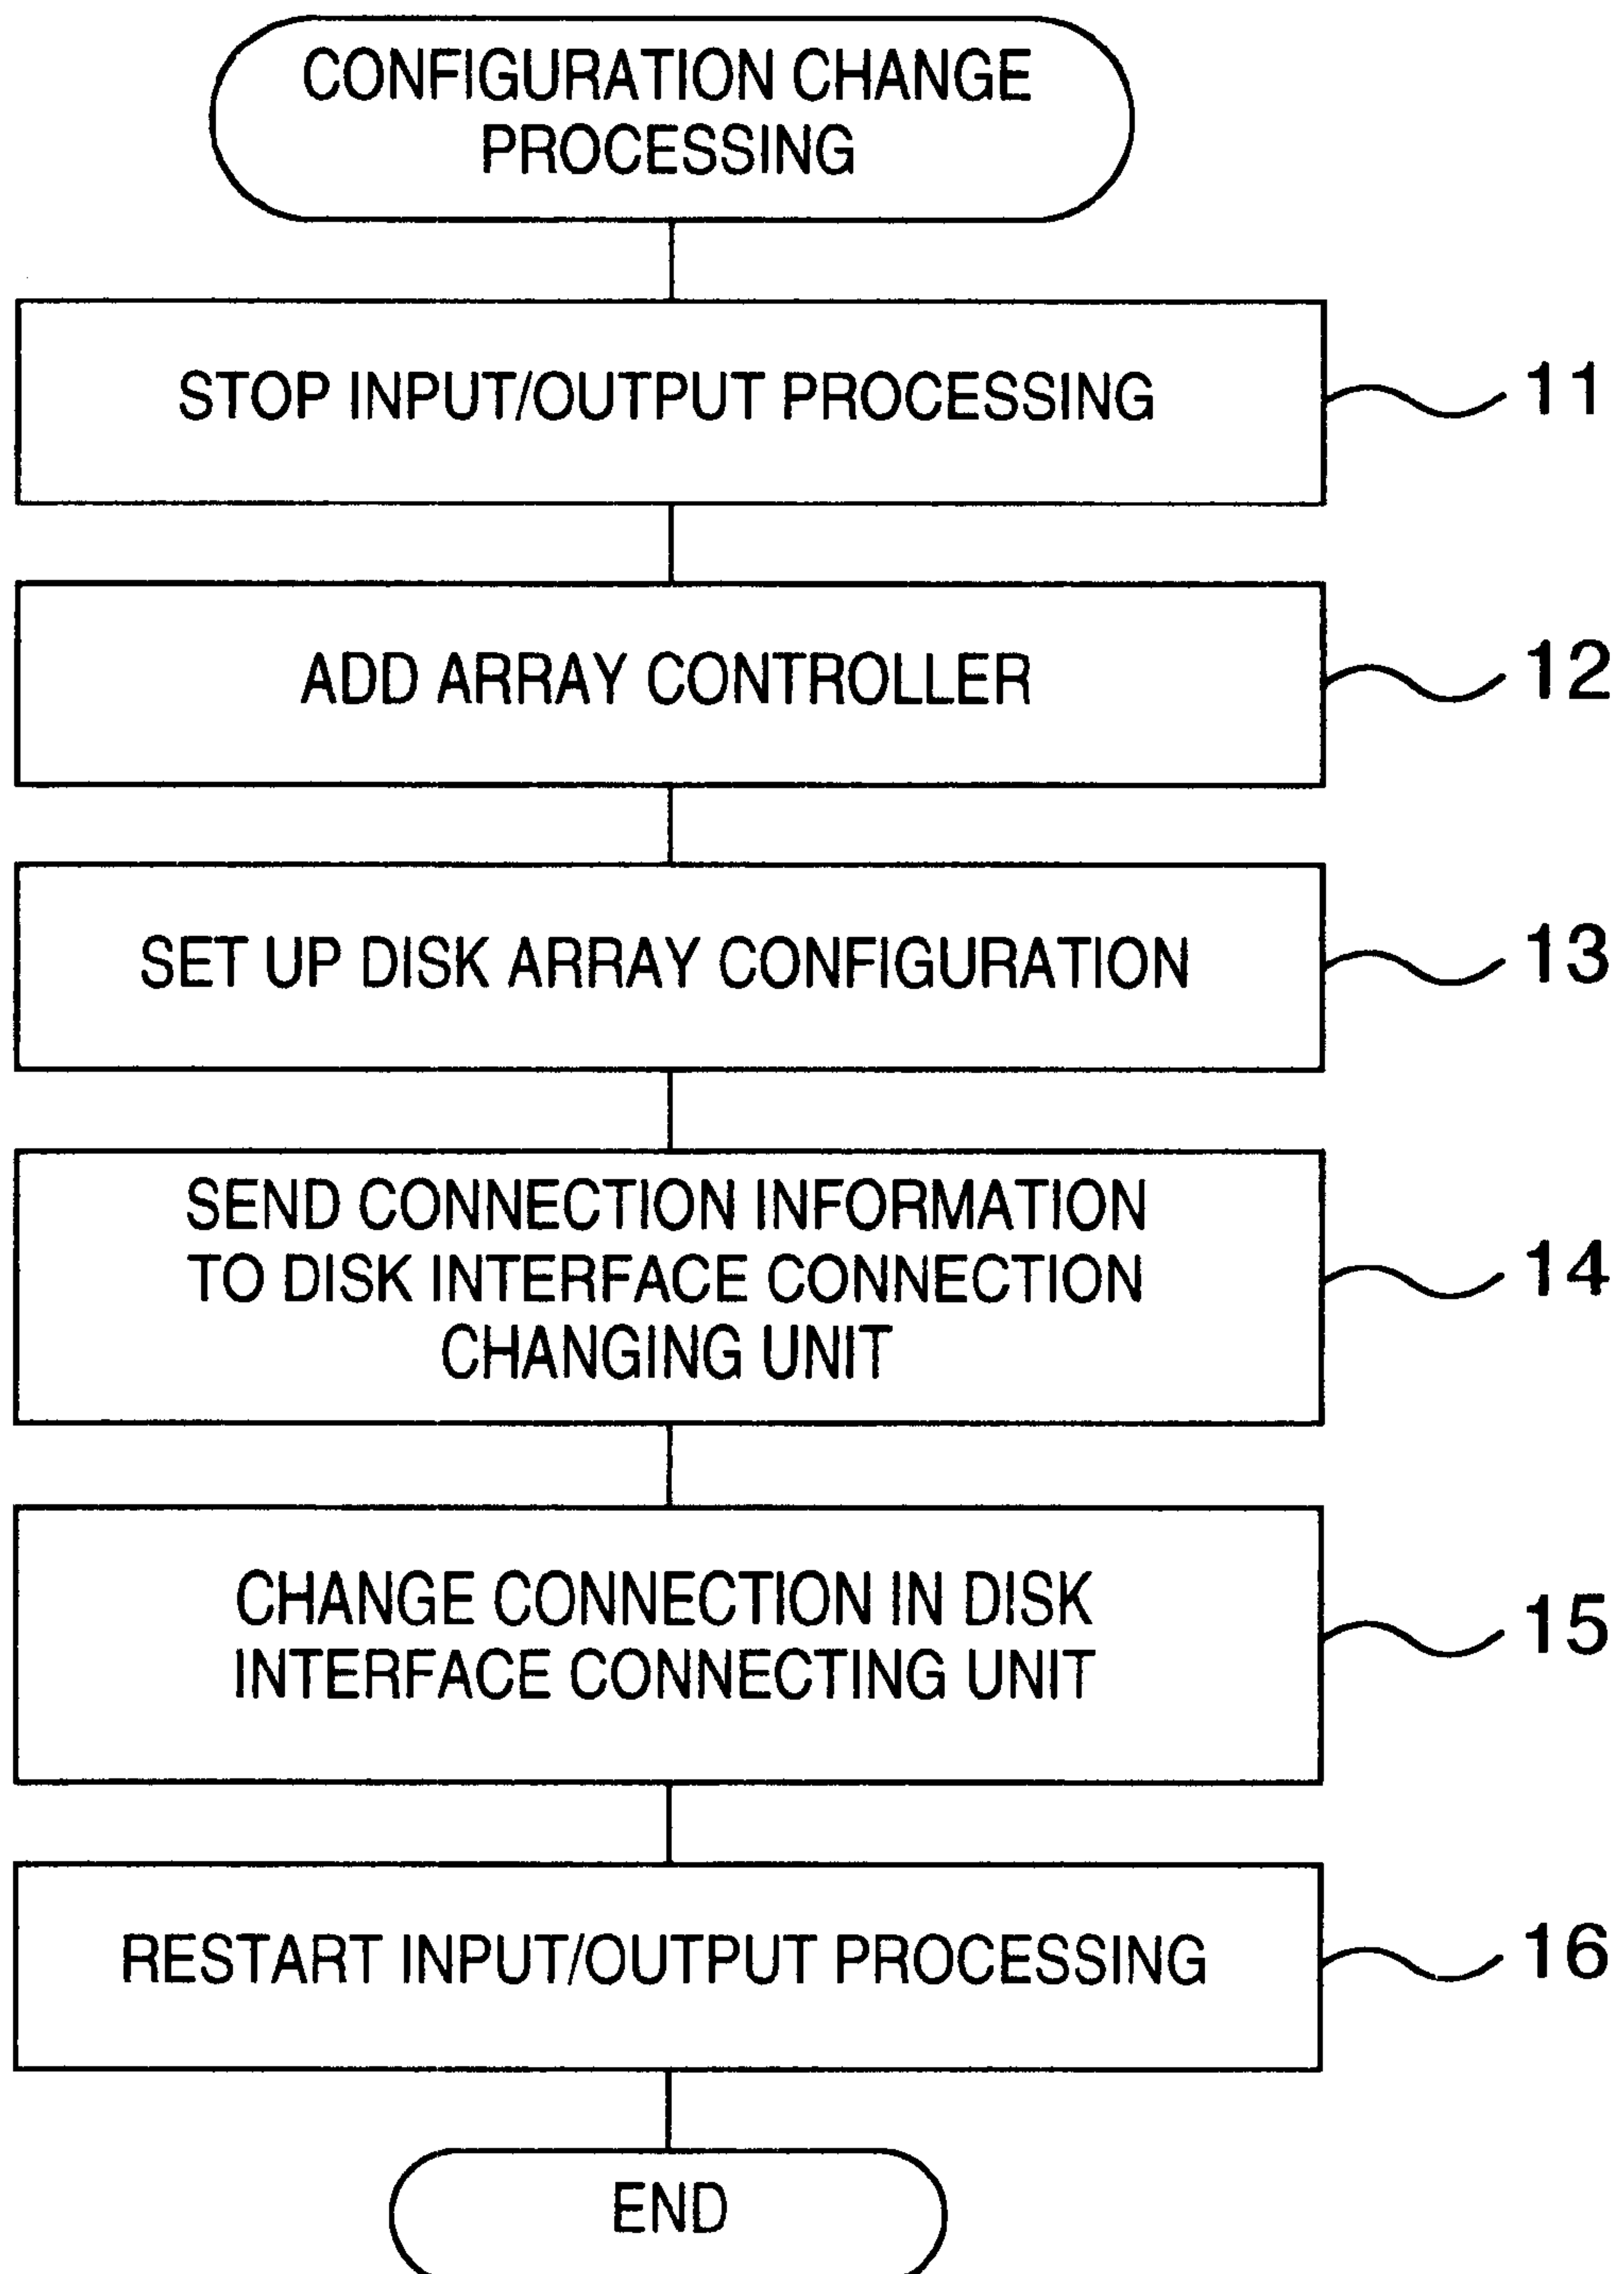 CONFIGURATION CHANGE
PROCESSING
STOP INPUT/OUTPUT PROCESSING
11
ADD ARRAY CONTROLLER
12
SET UP DISK ARRAY CONFIGURATION
13
SEND CONNECTION INFORMATION
TO DISK INTERFACE CONNECTION
CHANGING UNIT
14
CHANGE CONNECTION IN DISK
INTERFACE CONNECTING UNIT
15
RESTART INPUT/OUTPUT PROCESSING
16
END